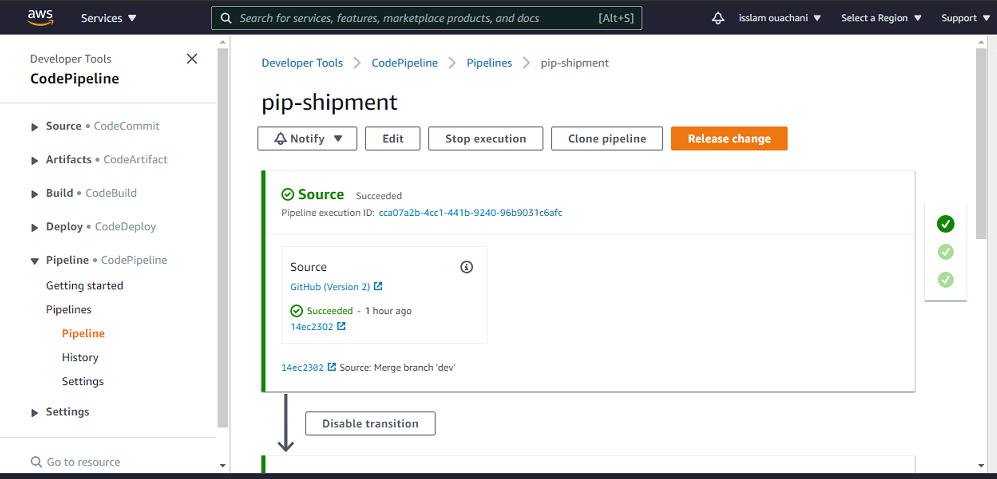 aws Services Search for services, features, marketplace products, and docs [Alt+S] isslam ouachani Select a Region Support
Developer Tools
CodePipeline
Source • CodeCommit
Artifacts • CodeArtifact
Build • CodeBuild
Deploy • CodeDeploy
Pipeline • CodePipeline
Getting started
Pipelines
Pipeline
History
Settings
Settings
Go to resource
Developer Tools CodePipeline Pipelines pip-shipment
pip-shipment
Notify Edit Stop execution Clone pipeline Release change
Source Succeeded
Pipeline execution ID: cca07a2b-4cc1-441b-9240-96b9031c6afc
Source
GitHub (Version 2)
Succeeded - 1 hour ago
14ec2302
14ec2302 Source: Merge branch 'dev'
Disable transition